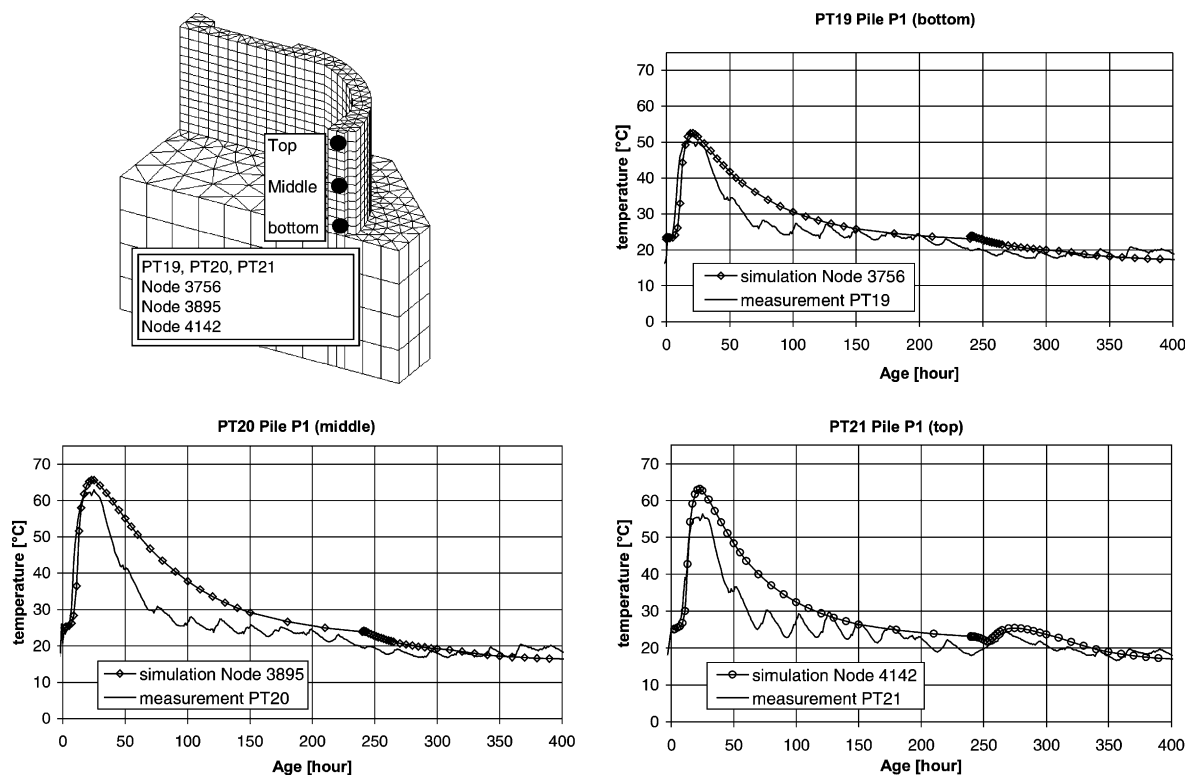 Top
Middle
bottom
PT19, PT20, PT21
Node 3756
Node 3895
Node 4142
PT19 Pile P1 (bottom)
temperature [°C]
70
60
50
40
30
20
10
0
simulation Node 3756
measurement PT19
0 50 100 150 200 250 300 350 400
Age [hour]
PT20 Pile P1 (middle)
temperature [°C]
70
60
50
40
30
20
10
0
simulation Node 3895
measurement PT20
0 50 100 150 200 250 300 350 400
Age [hour]
PT21 Pile P1 (top)
temperature [°C]
70
60
50
40
30
20
10
0
simulation Node 4142
measurement PT21
0 50 100 150 200 250 300 350 400
Age [hour]